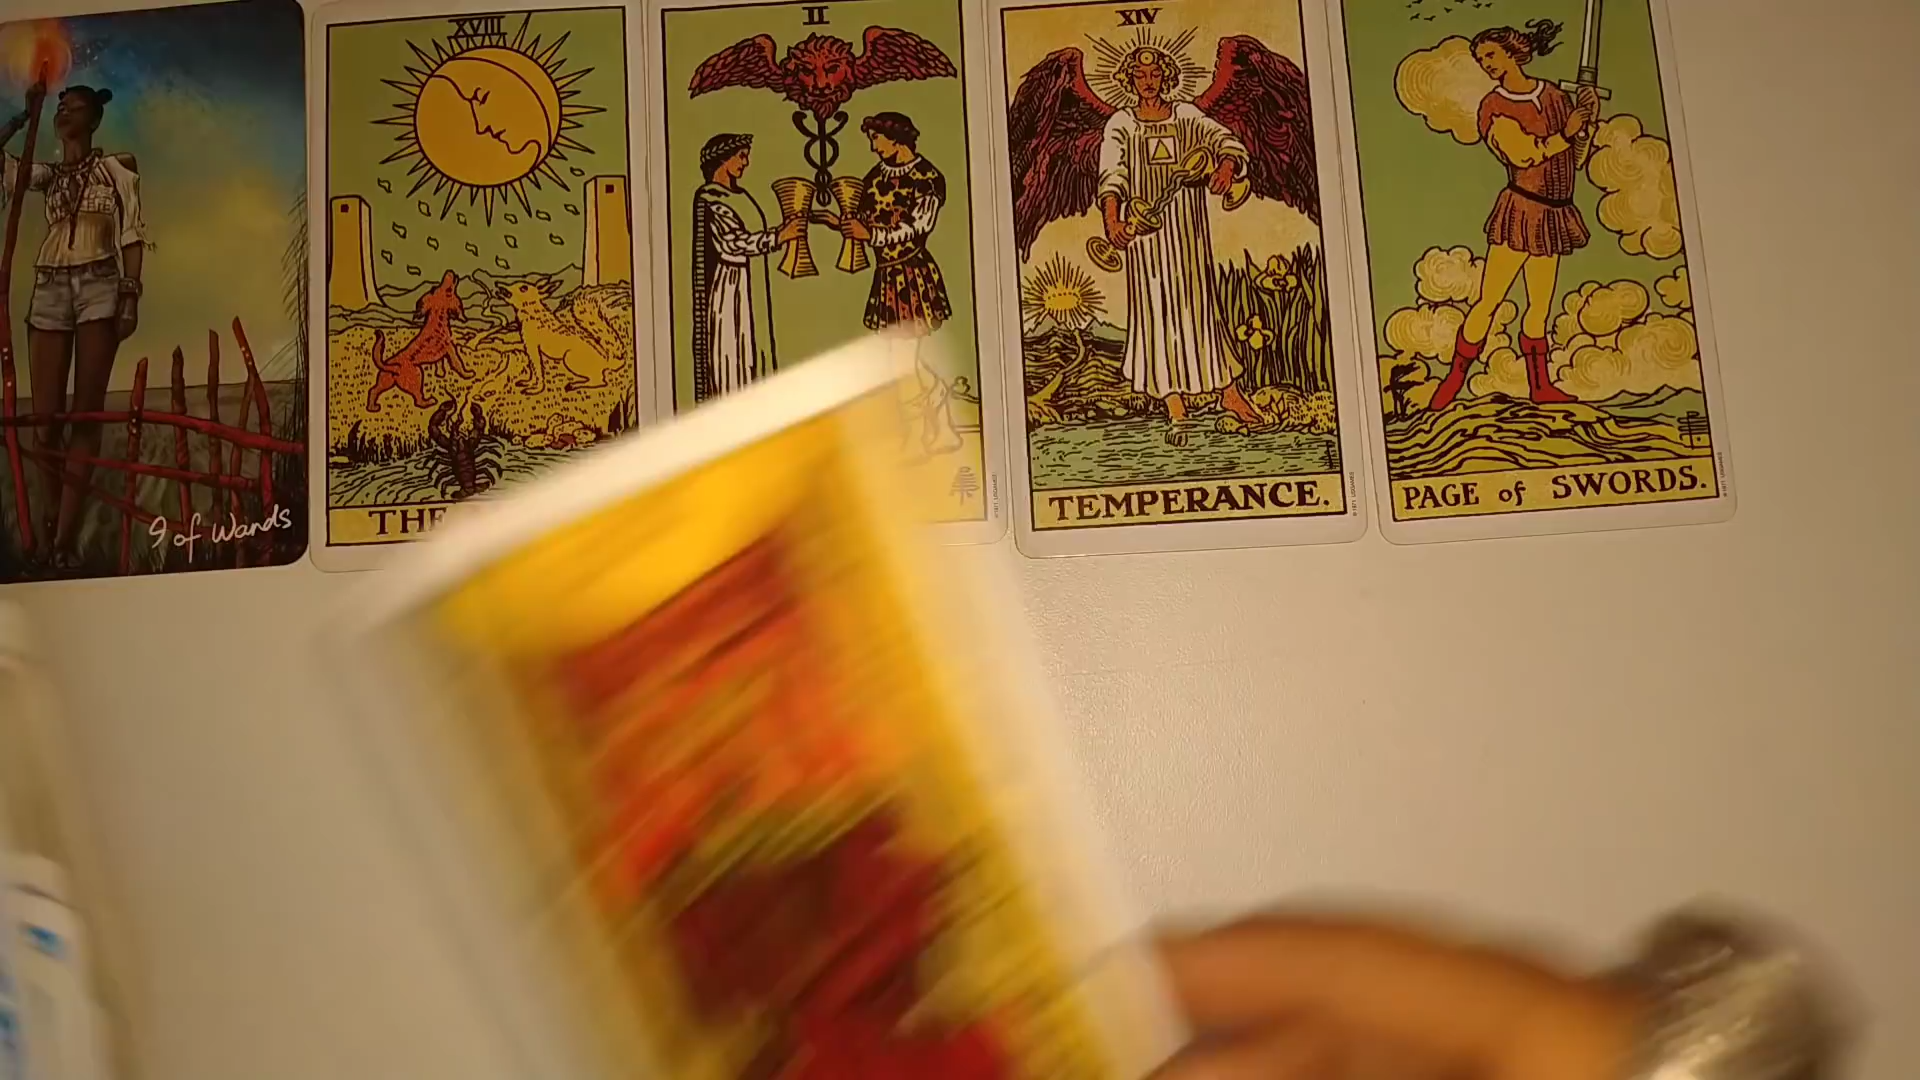 9 of Wands
XVIII
THE
II
XIV
TEMPERANCE.
PAGE of SWORDS.